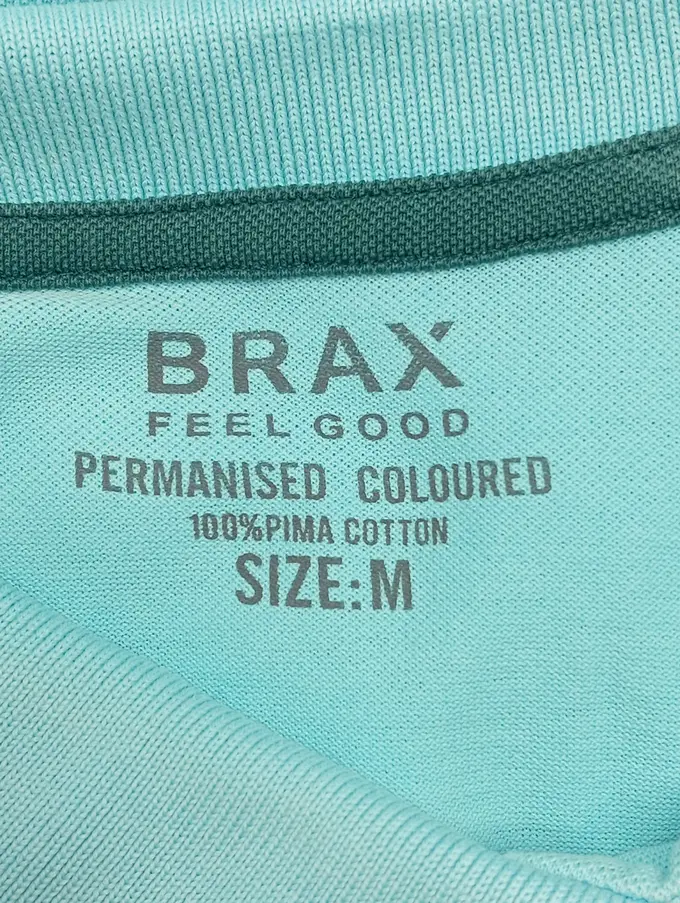 BRAX
FEEL GOOD
PERMANISED COLOURED
100%PIMA COTTON
SIZE:M